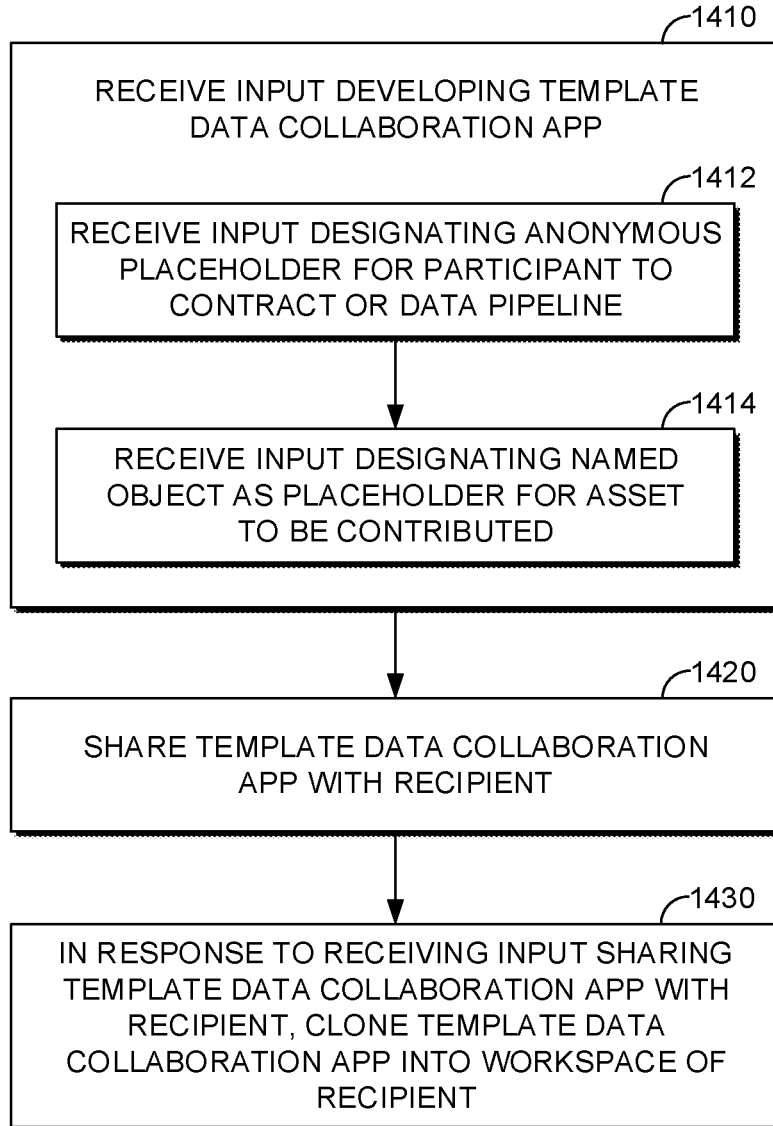 1410
RECEIVE INPUT DEVELOPING TEMPLATE
DATA COLLABORATION APP
1412
RECEIVE INPUT DESIGNATING ANONYMOUS
PLACEHOLDER FOR PARTICIPANT TO
CONTRACT OR DATA PIPELINE
1414
RECEIVE INPUT DESIGNATING NAMED
OBJECT AS PLACEHOLDER FOR ASSET
TO BE CONTRIBUTED
1420
SHARE TEMPLATE DATA COLLABORATION
APP WITH RECIPIENT
1430
IN RESPONSE TO RECEIVING INPUT SHARING
TEMPLATE DATA COLLABORATION APP WITH
RECIPIENT, CLONE TEMPLATE DATA
COLLABORATION APP INTO WORKSPACE OF
RECIPIENT